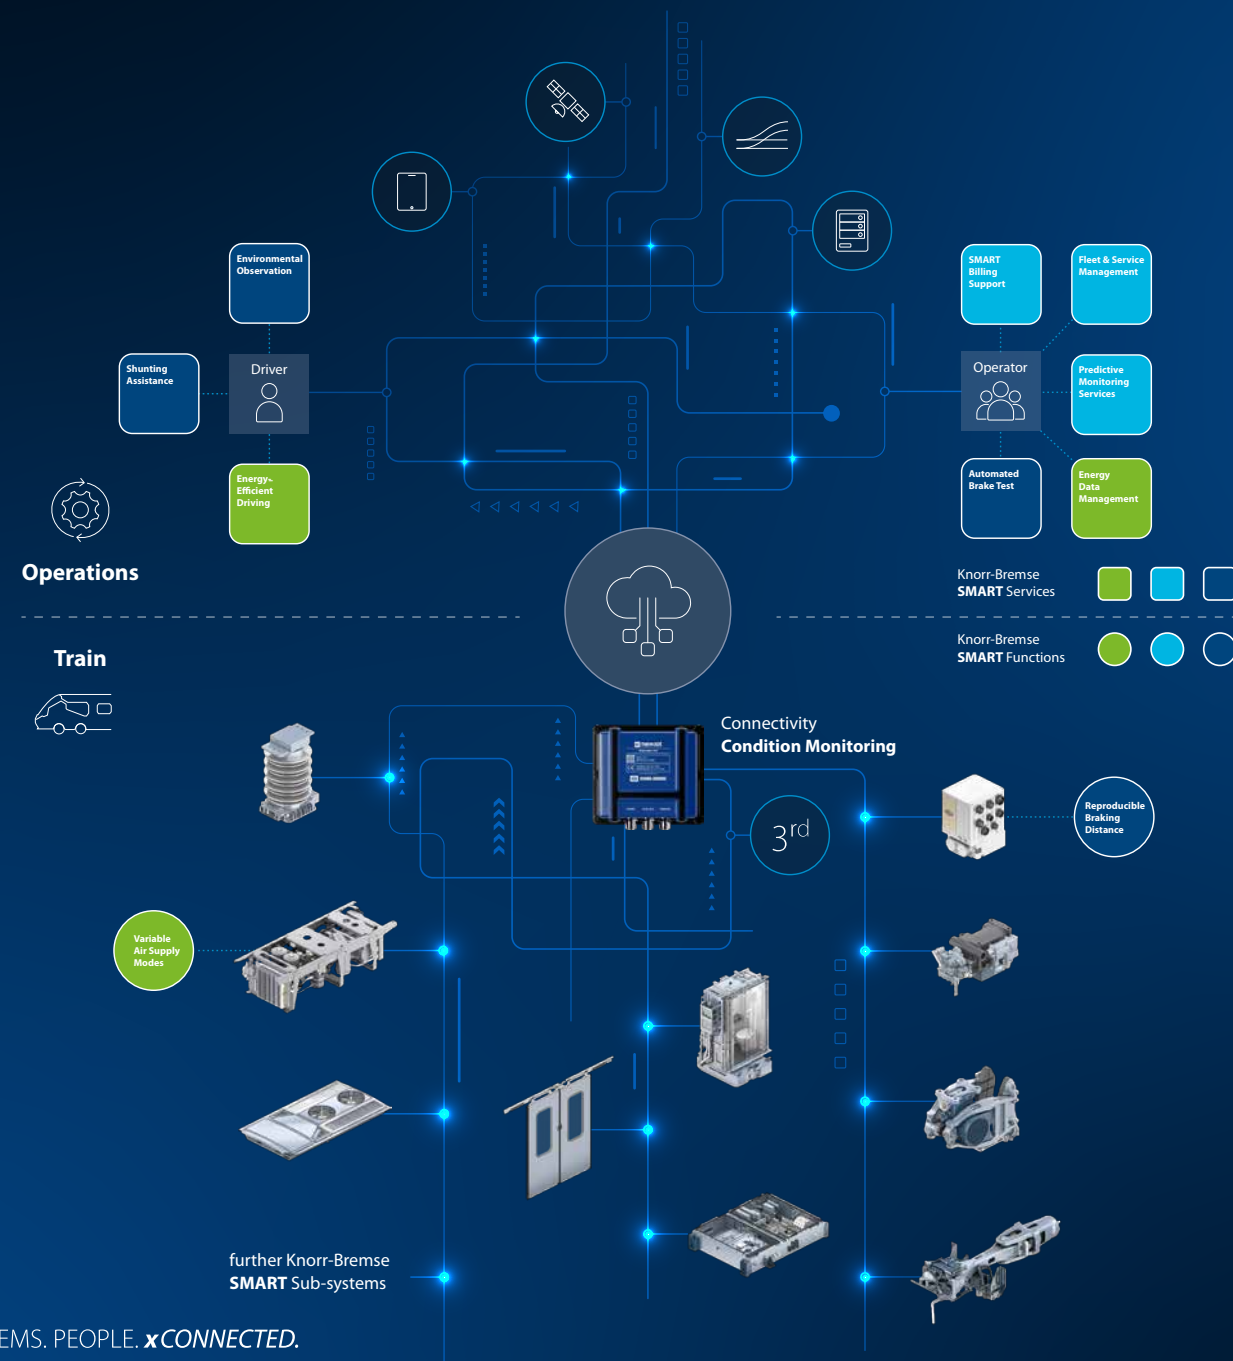 Environmental
Observation
Shunting
Assistance
Driver
Energy-
Efficient
Driving
SMART
Billing
Support
Fleet & Service
Management
Operator
Predictive
Monitoring
Services
Automated
Brake Test
Energy
Data
Management
Operations
Knorr-Bremse
SMART Services
Train
Knorr-Bremse
SMART Functions
Connectivity
Condition Monitoring
3rd
Reproducible
Braking
Distance
Variable
Air Supply
Modes
further Knorr-Bremse
SMART Sub-systems
EMS. PEOPLE. xCONNECTED.